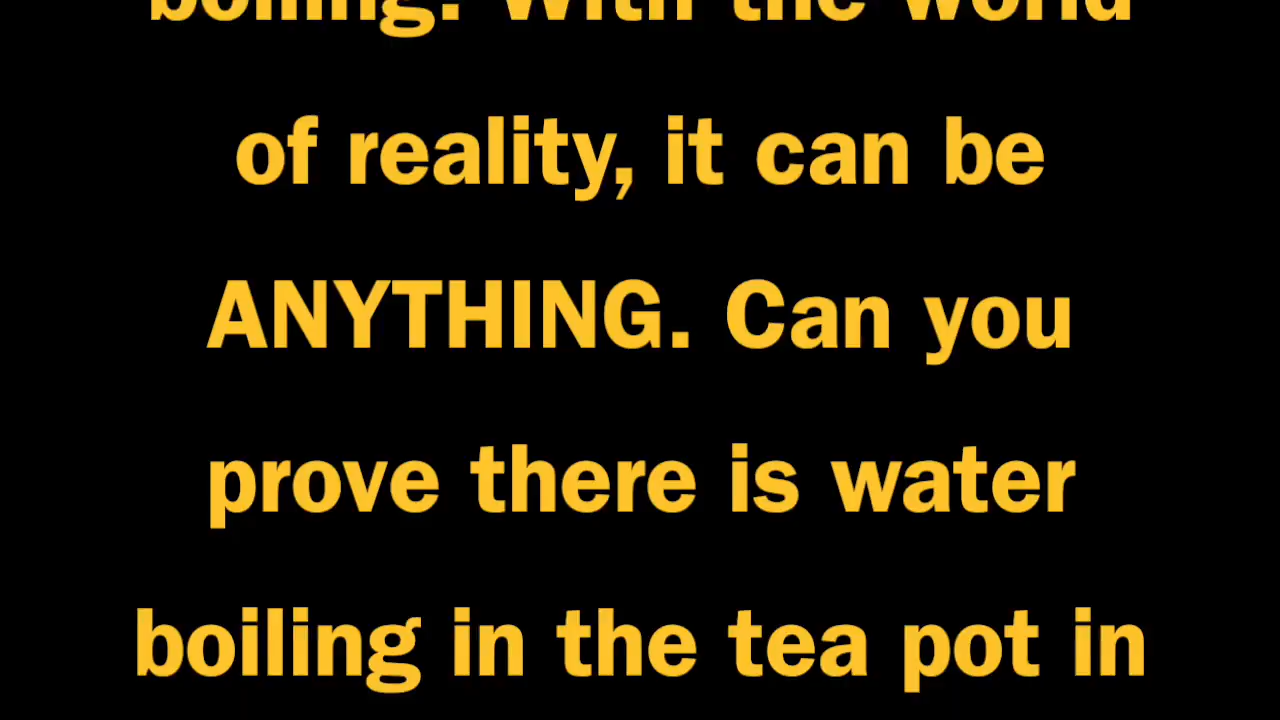 boiling. With the world
of reality, it can be
ANYTHING. Can you
prove there is water
boiling in the tea pot in